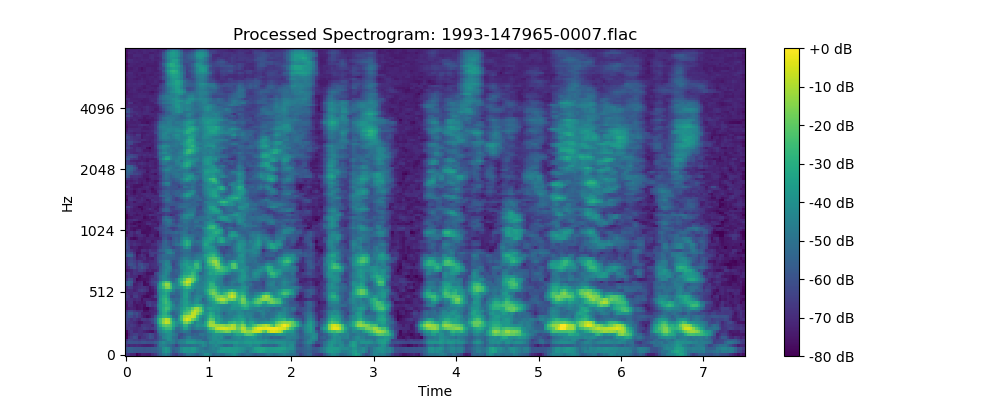 Processed Spectrogram: 1993-147965-0007.flac
Hz
4096
2048
1024
512
0
0 1 2 3 4 5 6 7
Time
+0 dB
-10 dB
-20 dB
-30 dB
-40 dB
-50 dB
-60 dB
-70 dB
-80 dB